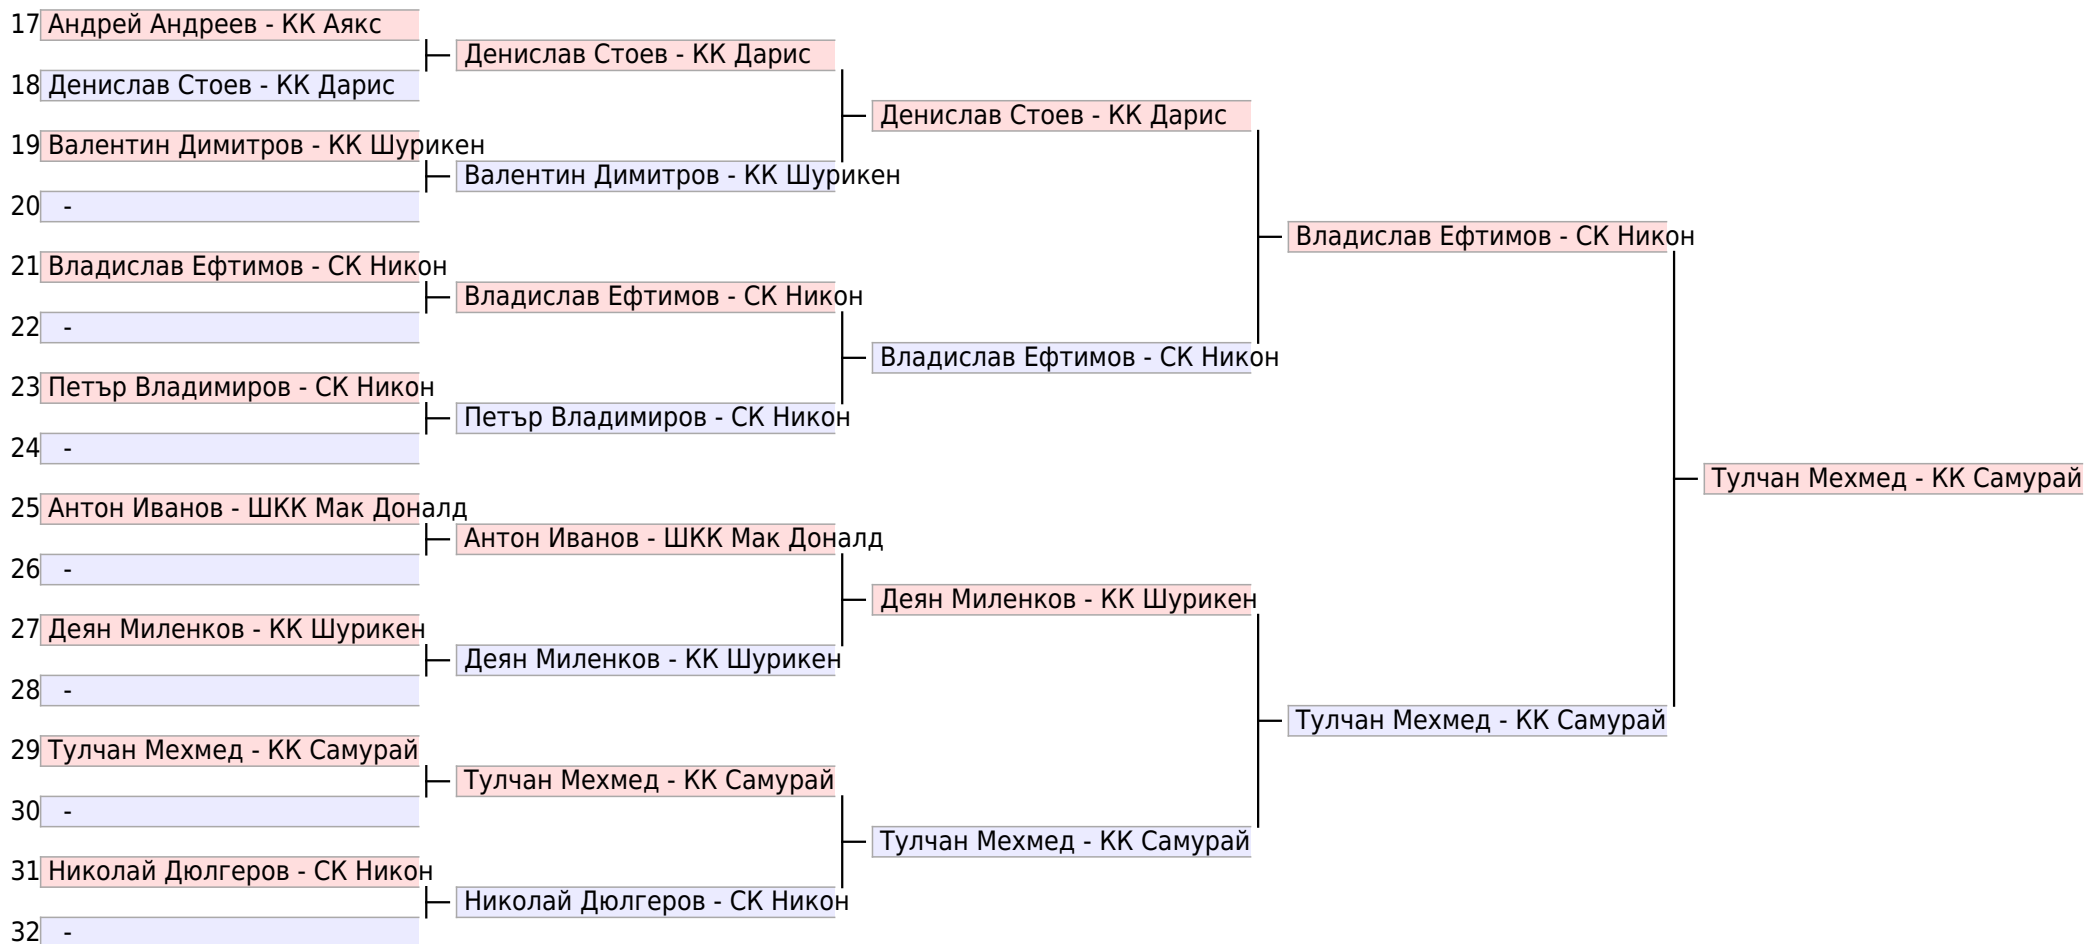 17 Андрей Андреев - КК Аякс
18 Денислав Стоев - КК Дарис
19 Валентин Димитров - КК Шурикен
20 -
21 Владислав Ефтимов - СК Никон
22 -
23 Петър Владимиров - СК Никон
24 -
25 Антон Иванов - ШКК Мак Доналд
26 -
27 Деян Миленков - КК Шурикен
28 -
29 Тулчан Мехмед - КК Самурай
30 -
31 Николай Дюлгеров - СК Никон
32 -
Денислав Стоев - КК Дарис
Валентин Димитров - КК Шурикен
Владислав Ефтимов - СК Никон
Петър Владимиров - СК Никон
Антон Иванов - ШКК Мак Доналд
Деян Миленков - КК Шурикен
Тулчан Мехмед - КК Самурай
Николай Дюлгеров - СК Никон
Денислав Стоев - КК Дарис
Владислав Ефтимов - СК Никон
Деян Миленков - КК Шурикен
Тулчан Мехмед - КК Самурай
Владислав Ефтимов - СК Никон
Тулчан Мехмед - КК Самурай
Тулчан Мехмед - КК Самурай